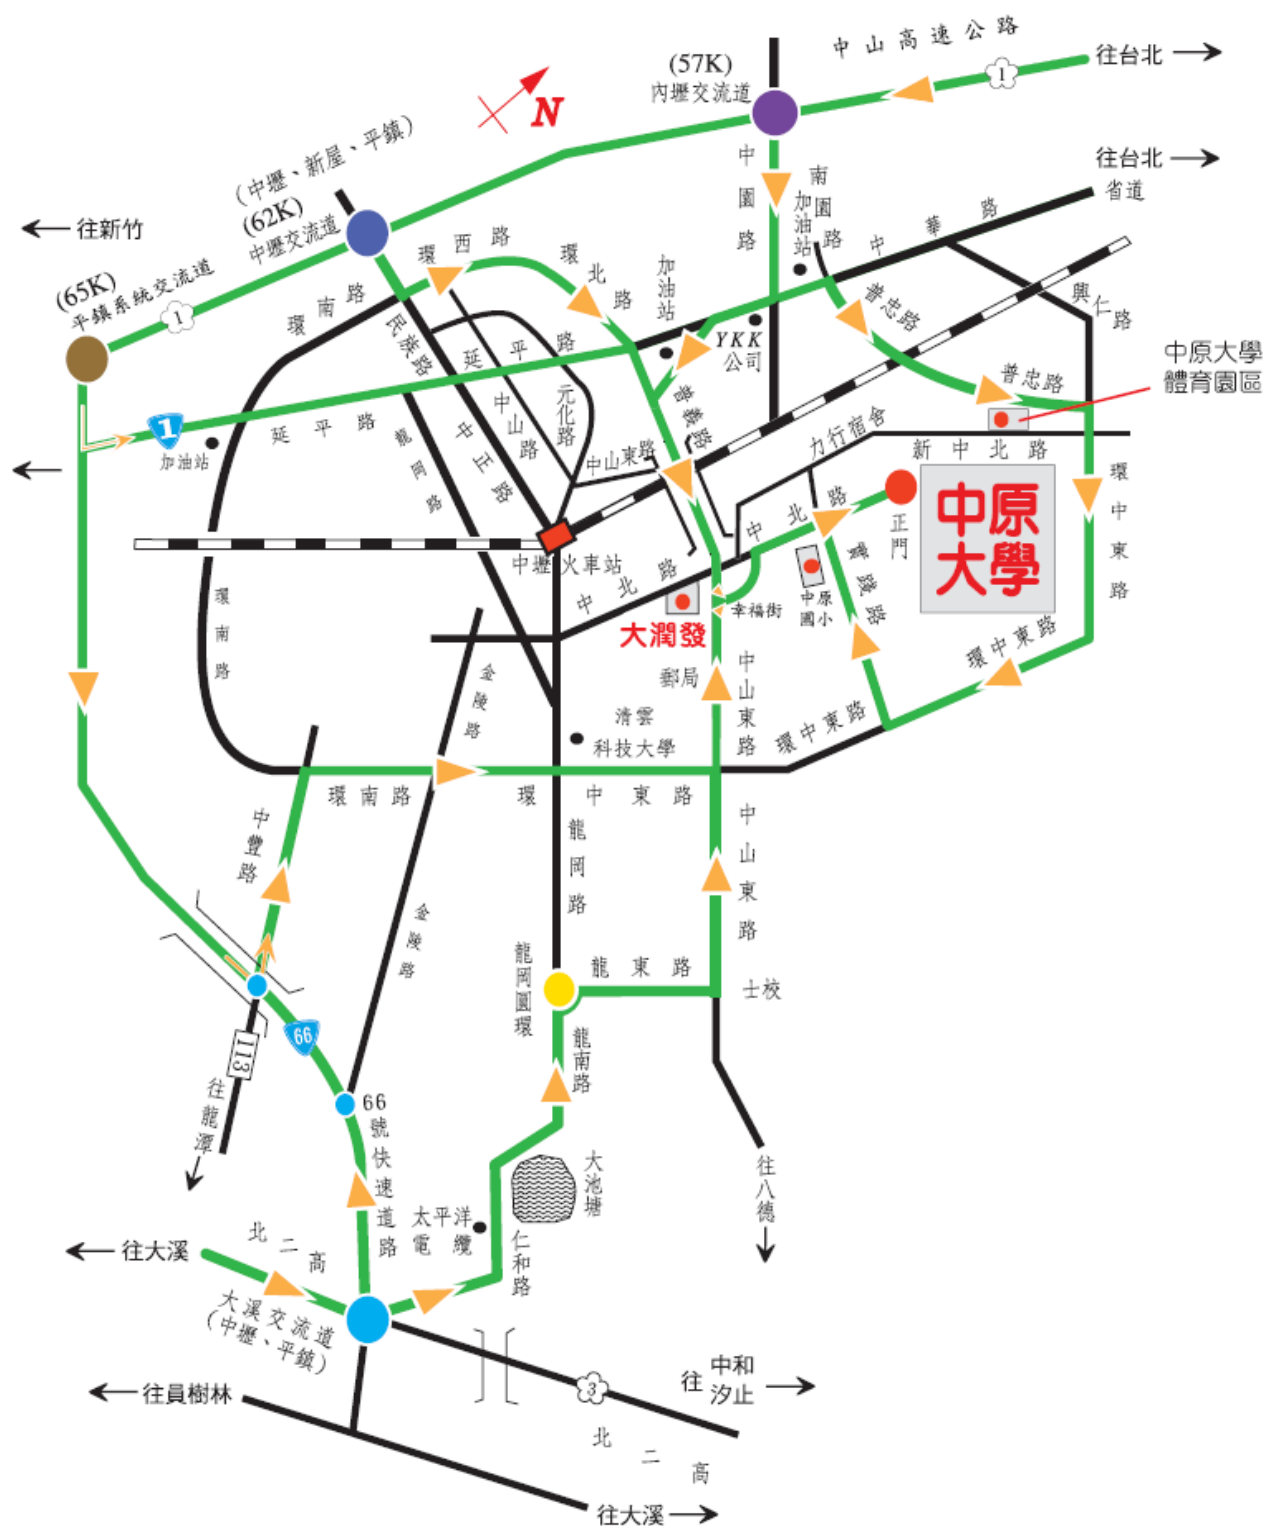 中山高速公路
1
往台北
(57K)
內壢交流道
N
往台北
省道
(中壢、新屋、平鎮)
(62K)
中壢交流道
往新竹
(65K)
平鎮系統交流道
1
中園路
南園路
加油站
中華路
環西路
環北路
加油站
環南路
民族路
延平路
YKK
公司
普忠路
興仁路
中原大學
體育園區
普忠路
1
加油站
延平路
龍岡路
中正路
中山路
元化路
中山東路
普義路
力行宿舍
新中北路
環中東路
中北路
正門
中原
大學
中壢火車站
中北路
大潤發
幸福街
中原
國小
實踐路
環中東路
環南路
金陵路
郵局
中山東路
清雲
科技大學
環中東路
環南路
環中東路
中豐路
龍岡路
中山東路
金陵路
龍岡圓環
龍東路
士校
66
113
往龍潭
66號快速道路
龍南路
大池塘
太平洋
電纜
仁和路
往八德
往大溪
北二高
大溪交流道
(中壢、平鎮)
往員樹林
3
往
中和
汐止
北二高
往大溪